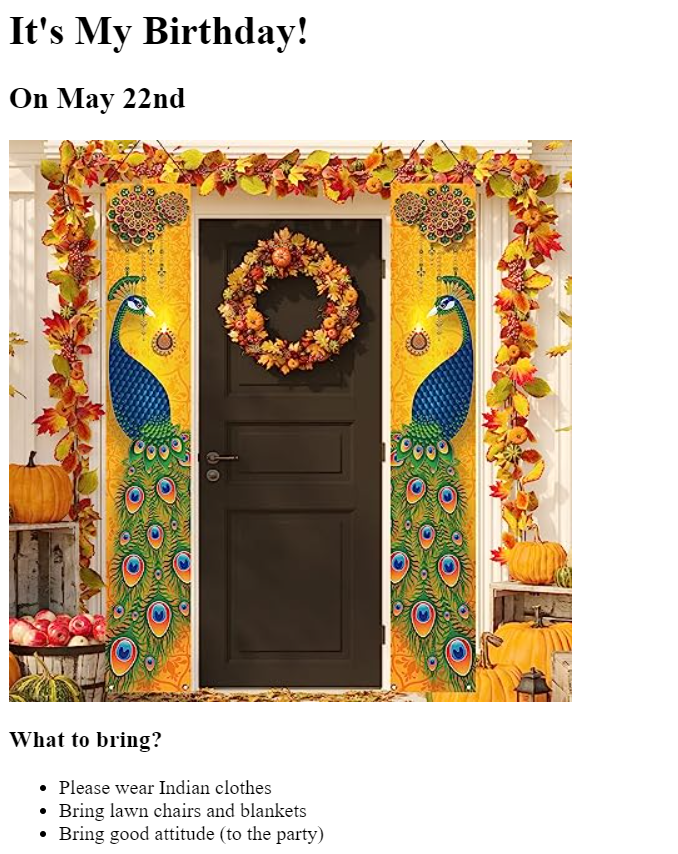 It's My Birthday!
On May 22nd
What to bring?
Please wear Indian clothes
Bring lawn chairs and blankets
Bring good attitude (to the party)